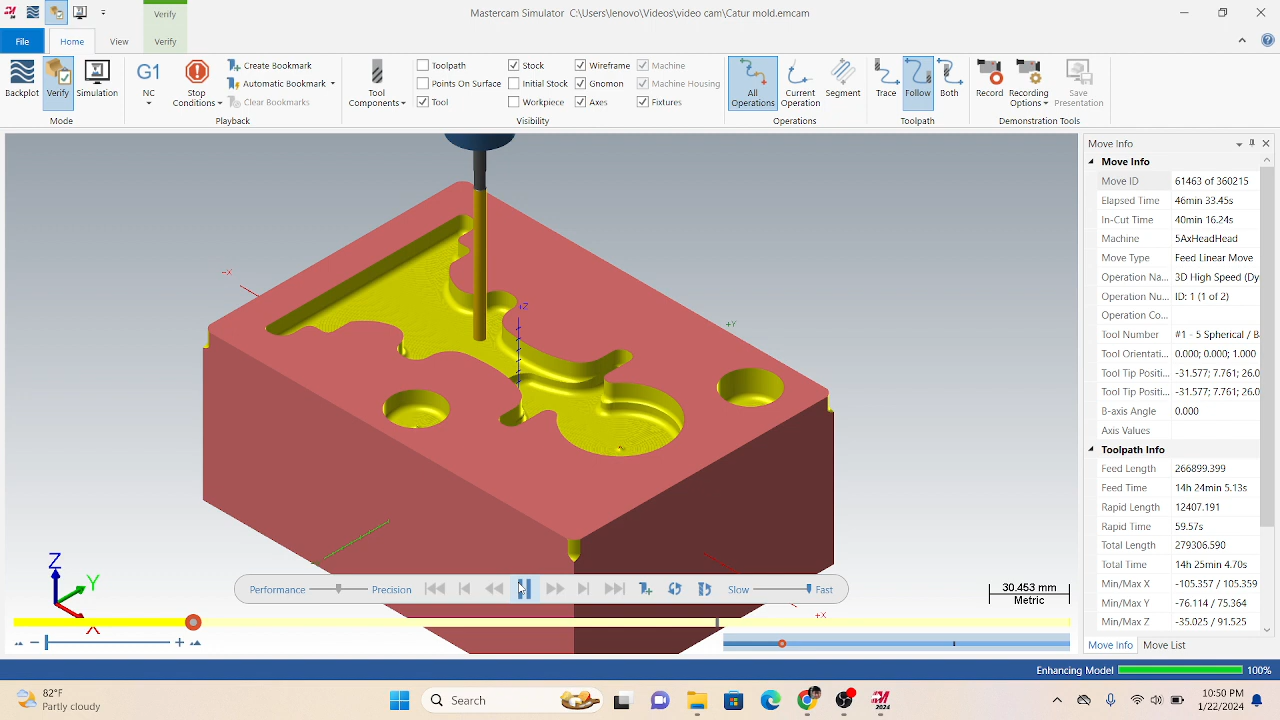 Verify
Mastercam Simulator C:\Users\lenovo\Videos\video cam\Catur mold.emcam
File
Home
View
Verify
Backplot
Verify
Simulation
Mode
G1
NC
Stop Conditions
Create Bookmark
Automatic Bookmark
Clear Bookmarks
Playback
Tool Components
Toolpath
Points On Surface
Tool
Stock
Initial Stock
Workpiece
Wireframe
Gnomon
Axes
Machine
Machine Housing
Fixtures
Visibility
All Operations
Current Operation
Segment
Operations
Trace
Follow
Both
Toolpath
Record
Recording Options
Save Presentation
Demonstration Tools
Move Info
Move Info
Move ID 61463 of 360215
Elapsed Time 46min 33.45s
In-Cut Time 40min 16.24s
Machine 5AxHeadHead
Move Type Feed Linear Move
Operation Na... 3D High Speed (Dy
Operation Nu... ID: 1 (1 of 1)
Operation Co...
Tool Number #1 - 5 Spherical / B
Tool Orientati... 0.000; 0.000; 1.000
Tool Tip Positi... -31.577; 7.761; 26.0
Tool Tip Positi... -31.577; 7.761; 26.0
B-axis Angle 0.000
Axis Values
Toolpath Info
Feed Length 266899.399
Feed Time 14h 24min 5.13s
Rapid Length 12407.191
Rapid Time 59.57s
Total Length 279306.590
Total Time 14h 25min 4.70s
Min/Max X -105.357 / 105.359
Min/Max Y -76.114 / 75.364
Min/Max Z -35.025 / 91.525
Move Info Move List
-X
+Z
+Y
+X
Z
Y
X
Performance Precision Slow Fast
30.453 mm
Metric
Enhancing Model 100%
82°F
Partly cloudy
Search
2024
10:50 PM
1/22/2024